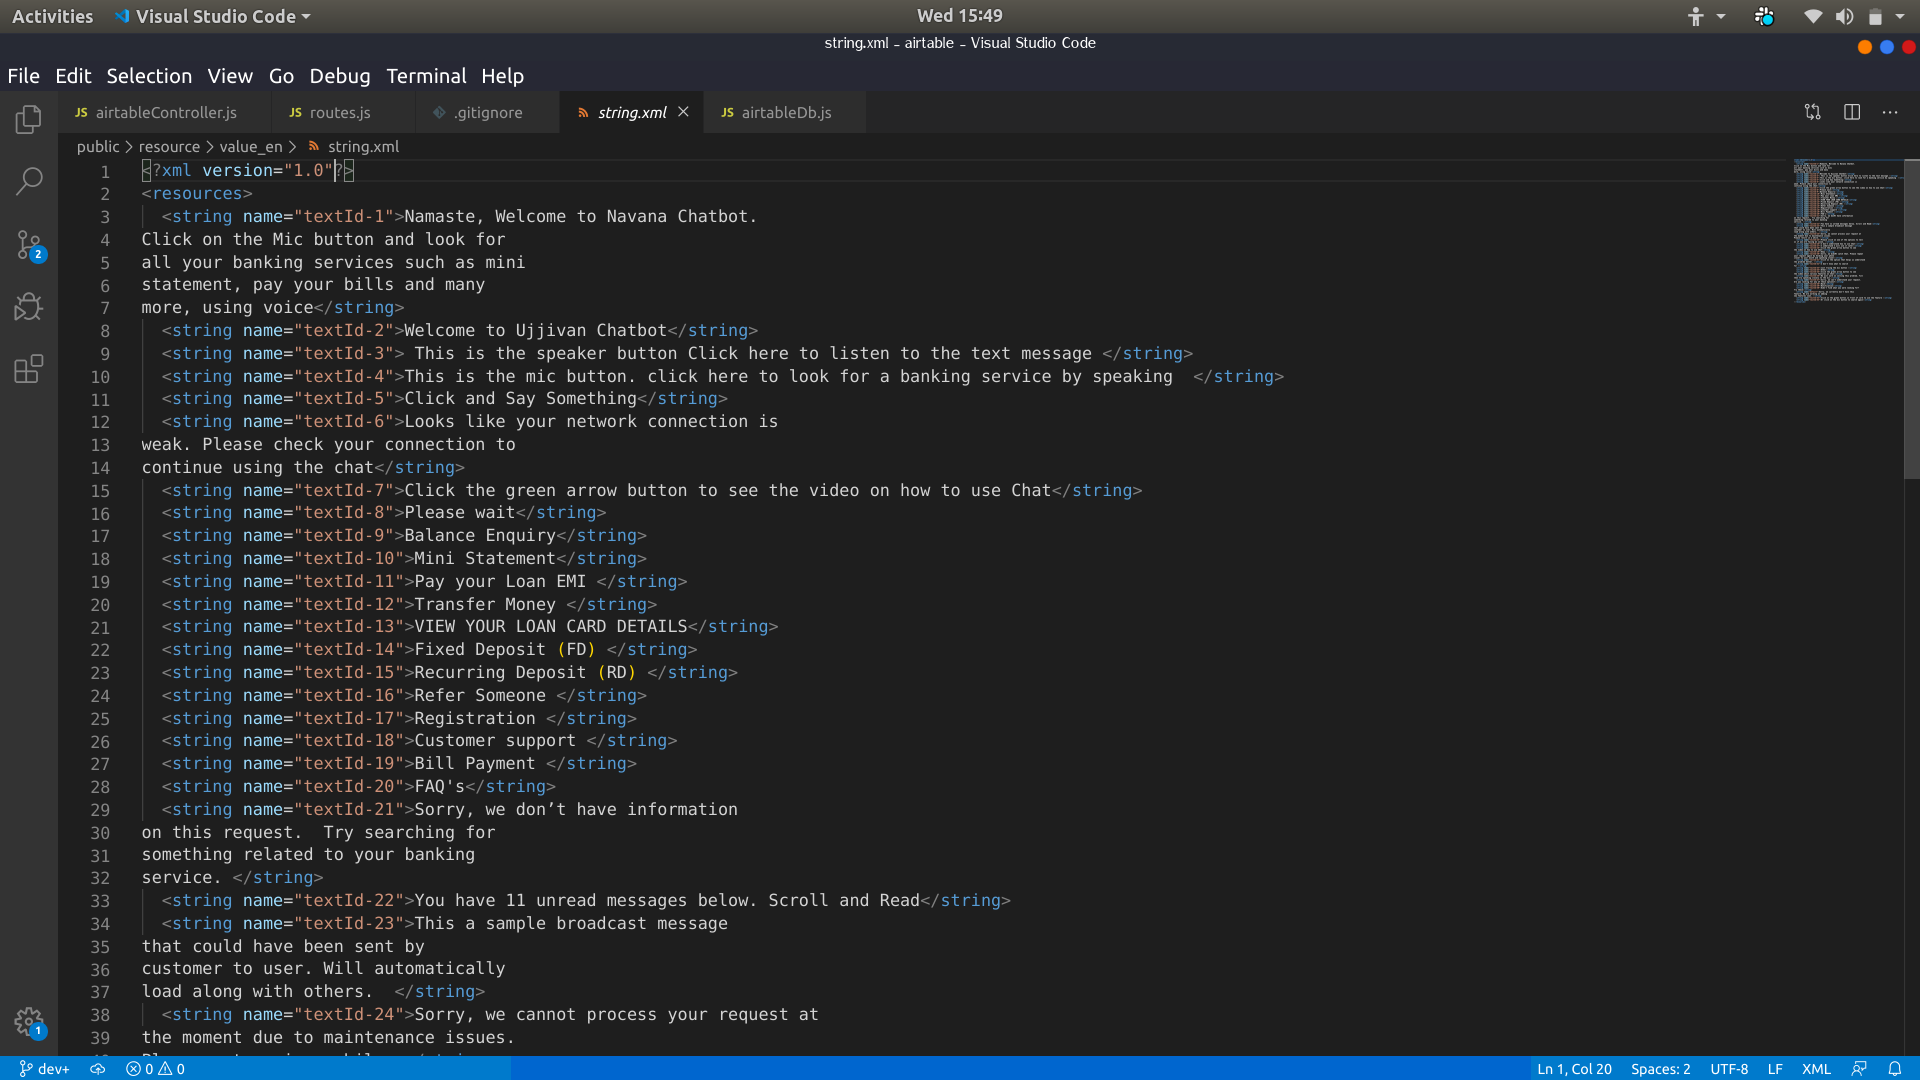 Activities Visual Studio Code Wed 15:49
string.xml - airtable - Visual Studio Code
File Edit Selection View Go Debug Terminal Help
JS airtableController.js JS routes.js .gitignore string.xml JS airtableDb.js
public > resource > value_en > string.xml
1 <?xml version="1.0"?>
2 <resources>
3 <string name="textId-1">Namaste, Welcome to Navana Chatbot.
4 Click on the Mic button and look for
5 all your banking services such as mini
6 statement, pay your bills and many
7 more, using voice</string>
8 <string name="textId-2">Welcome to Ujjivan Chatbot</string>
9 <string name="textId-3"> This is the speaker button Click here to listen to the text message </string>
10 <string name="textId-4">This is the mic button. click here to look for a banking service by speaking  </string>
11 <string name="textId-5">Click and Say Something</string>
12 <string name="textId-6">Looks like your network connection is
13 weak. Please check your connection to
14 continue using the chat</string>
15 <string name="textId-7">Click the green arrow button to see the video on how to use Chat</string>
16 <string name="textId-8">Please wait</string>
17 <string name="textId-9">Balance Enquiry</string>
18 <string name="textId-10">Mini Statement</string>
19 <string name="textId-11">Pay your Loan EMI </string>
20 <string name="textId-12">Transfer Money </string>
21 <string name="textId-13">VIEW YOUR LOAN CARD DETAILS</string>
22 <string name="textId-14">Fixed Deposit (FD) </string>
23 <string name="textId-15">Recurring Deposit (RD) </string>
24 <string name="textId-16">Refer Someone </string>
25 <string name="textId-17">Registration </string>
26 <string name="textId-18">Customer support </string>
27 <string name="textId-19">Bill Payment </string>
28 <string name="textId-20">FAQ's</string>
29 <string name="textId-21">Sorry, we don’t have information
30 on this request.  Try searching for
31 something related to your banking
32 service. </string>
33 <string name="textId-22">You have 11 unread messages below. Scroll and Read</string>
34 <string name="textId-23">This a sample broadcast message
35 that could have been sent by
36 customer to user. Will automatically
37 load along with others.  </string>
38 <string name="textId-24">Sorry, we cannot process your request at
39 the moment due to maintenance issues.
2
1
dev+ 0 0 Ln 1, Col 20 Spaces: 2 UTF-8 LF XML